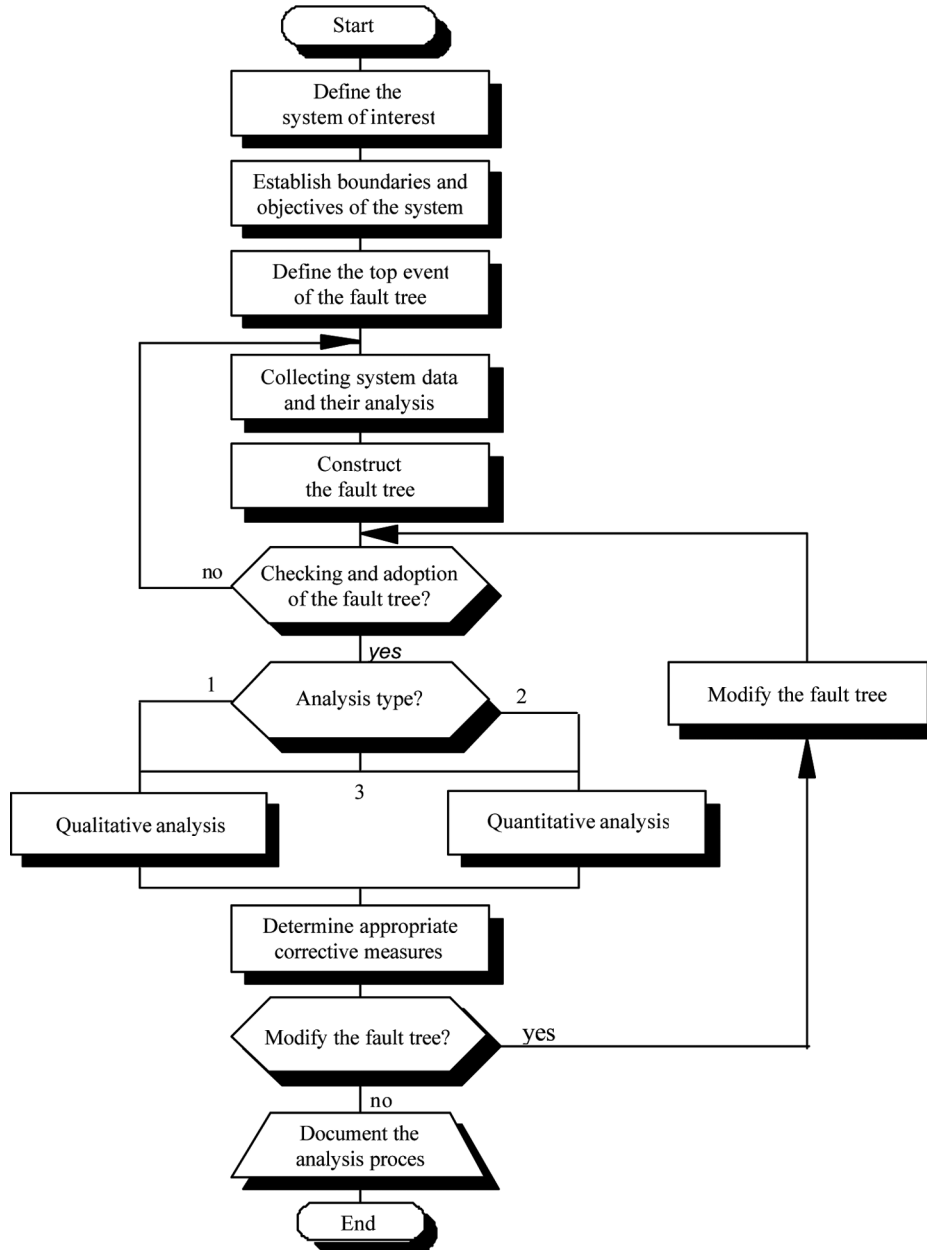 Start
Define the
system of interest
Establish boundaries and
objectives of the system
Define the top event
of the fault tree
Collecting system data
and their analysis
Construct
the fault tree
no
Checking and adoption
of the fault tree?
yes
1
Analysis type?
2
Modify the fault tree
3
Qualitative analysis
Quantitative analysis
Determine appropriate
corrective measures
Modify the fault tree?
yes
no
Document the
analysis proces
End